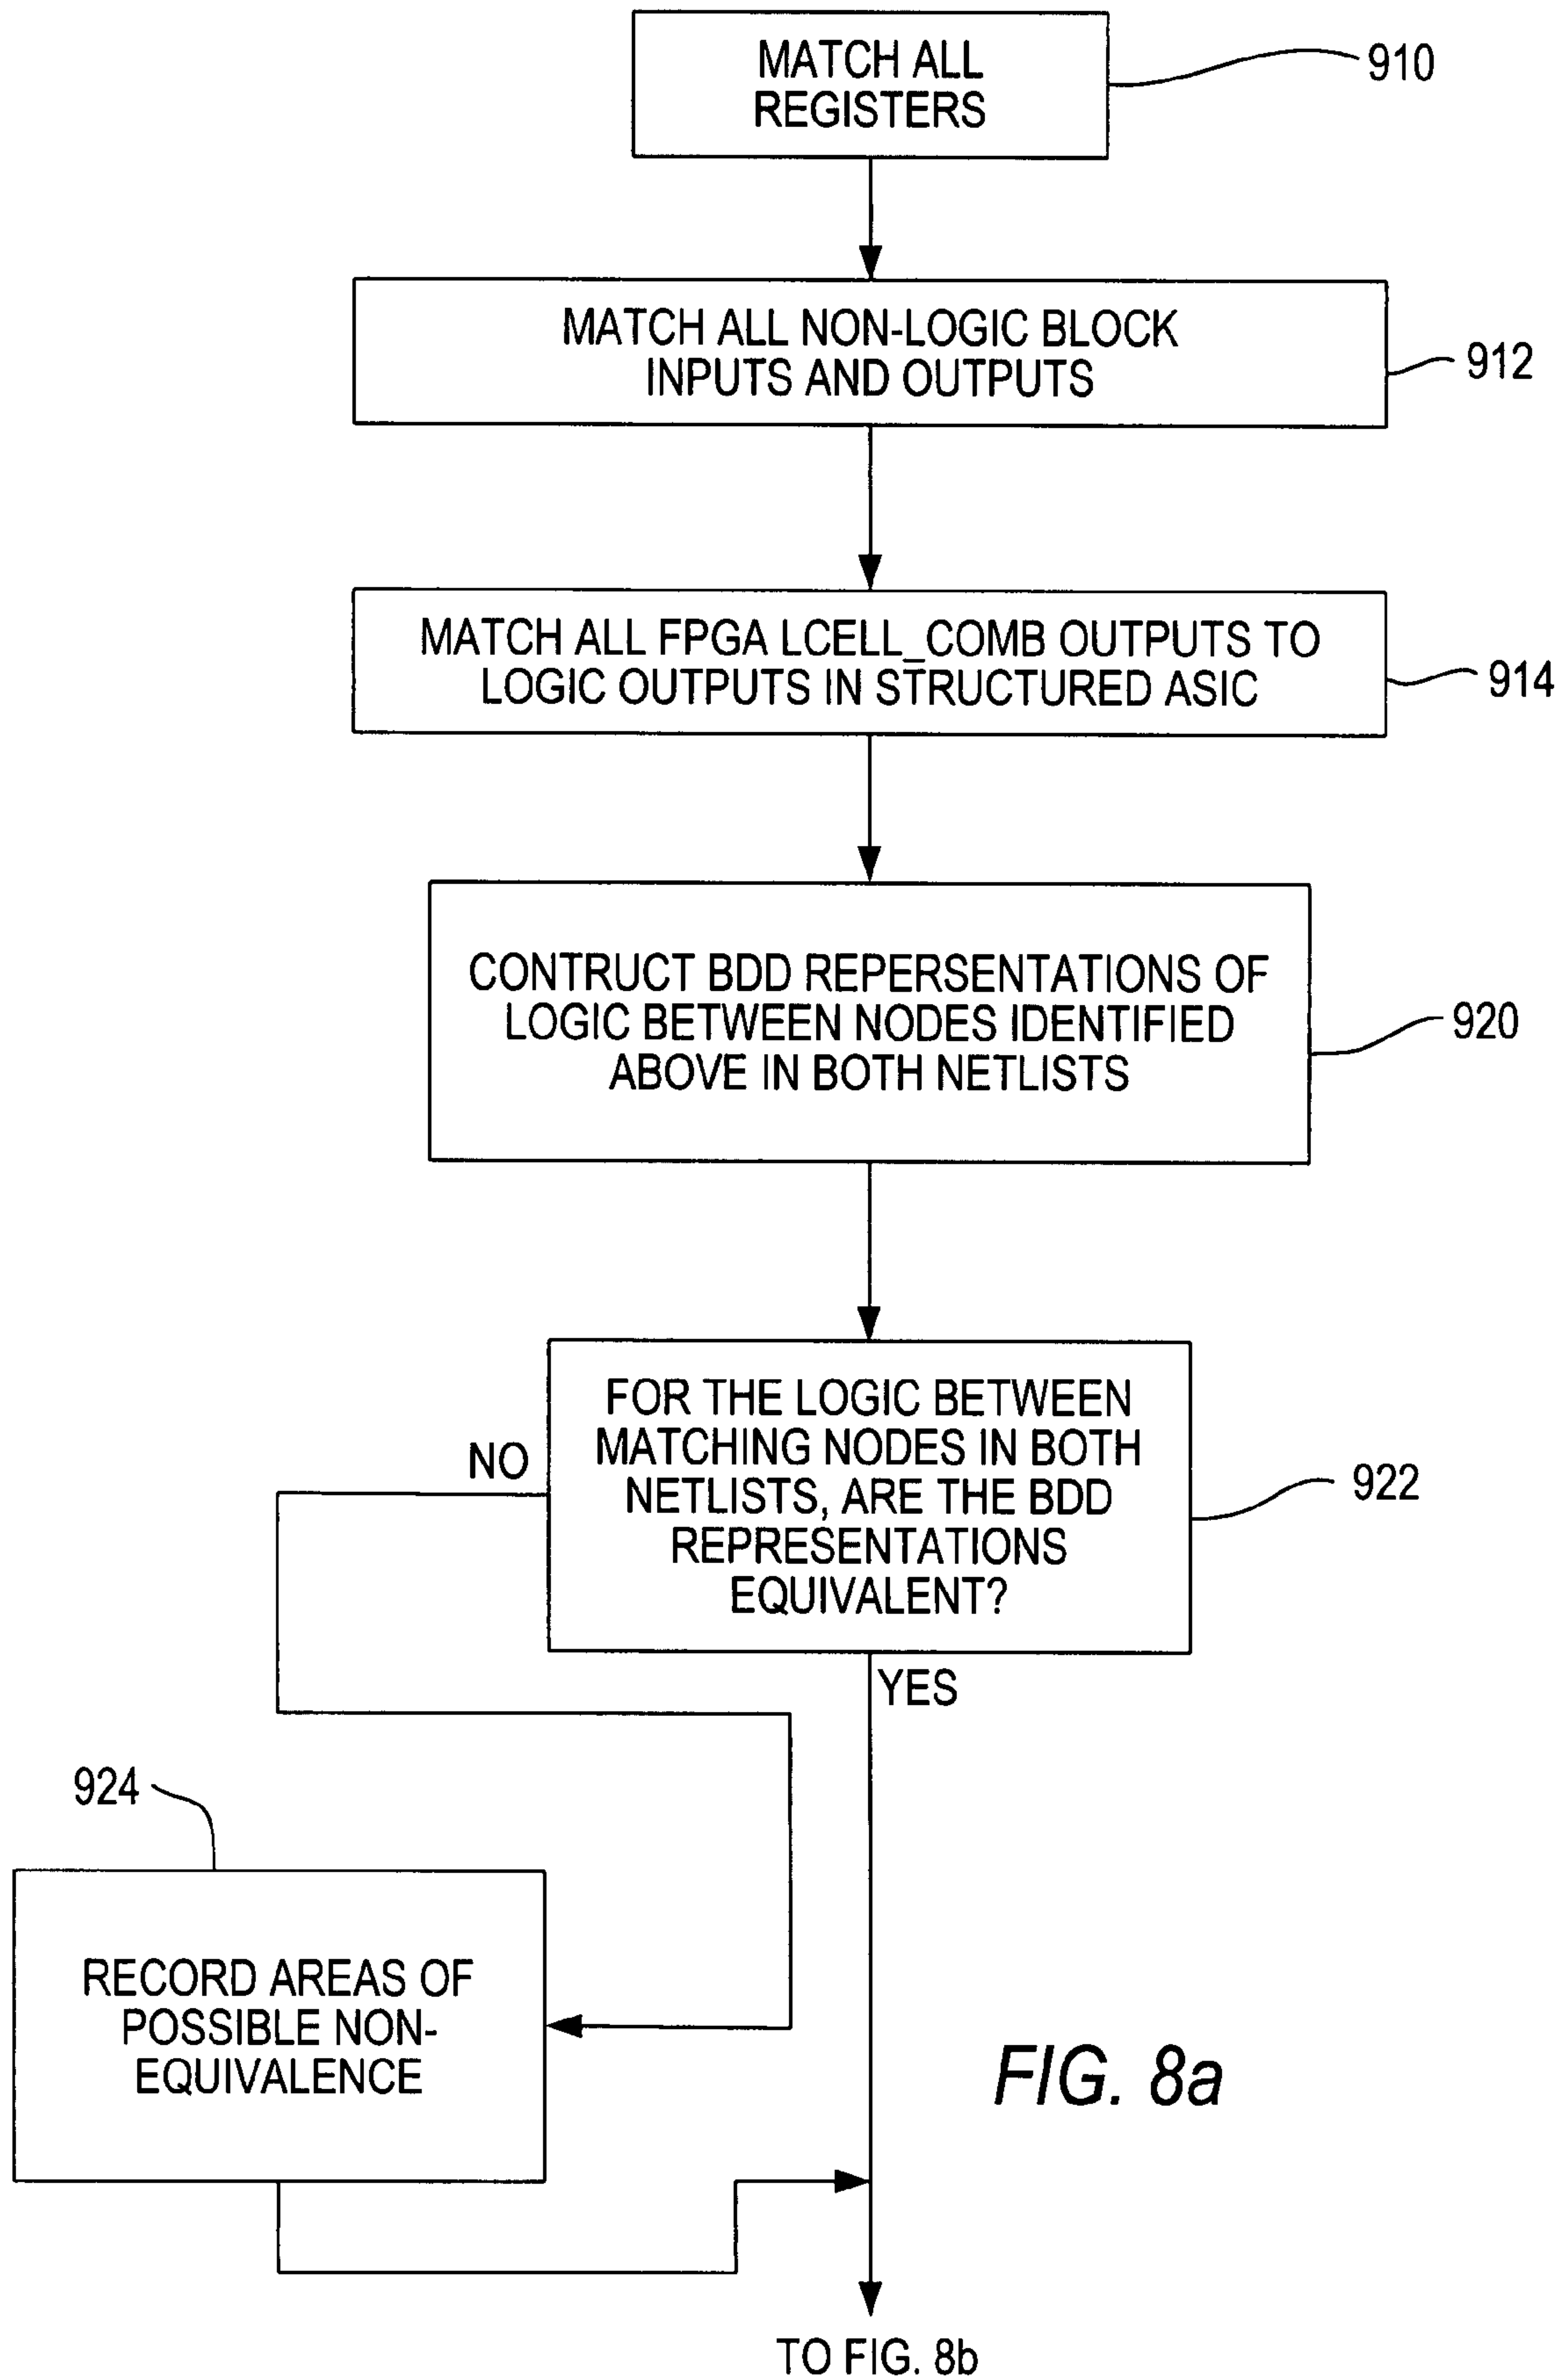 MATCH ALL
REGISTERS
910
MATCH ALL NON-LOGIC BLOCK
INPUTS AND OUTPUTS
912
MATCH ALL FPGA LCELL_COMB OUTPUTS TO
LOGIC OUTPUTS IN STRUCTURED ASIC
914
CONTRUCT BDD REPERSENTATIONS OF
LOGIC BETWEEN NODES IDENTIFIED
ABOVE IN BOTH NETLISTS
920
FOR THE LOGIC BETWEEN
MATCHING NODES IN BOTH
NETLISTS, ARE THE BDD
REPRESENTATIONS
EQUIVALENT?
922
NO
YES
924
RECORD AREAS OF
POSSIBLE NON-
EQUIVALENCE
FIG. 8a
TO FIG. 8b